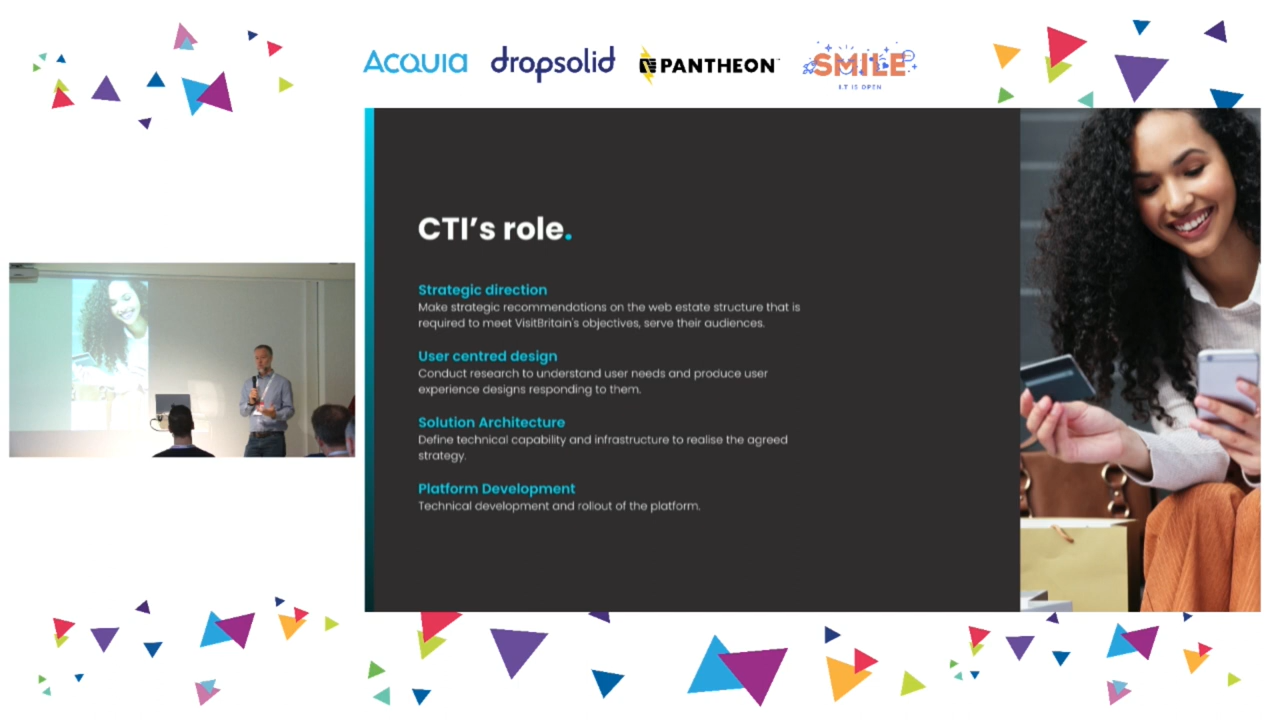 ACQUIA
dropsolid
PANTHEON
SMILE
I.T IS OPEN
CTI's role.
Strategic direction
Make strategic recommendations on the web estate structure that is
required to meet VisitBritain's objectives, serve their audiences.
User centred design
Conduct research to understand user needs and produce user
experience designs responding to them.
Solution Architecture
Define technical capability and infrastructure to realise the agreed
strategy.
Platform Development
Technical development and rollout of the platform.